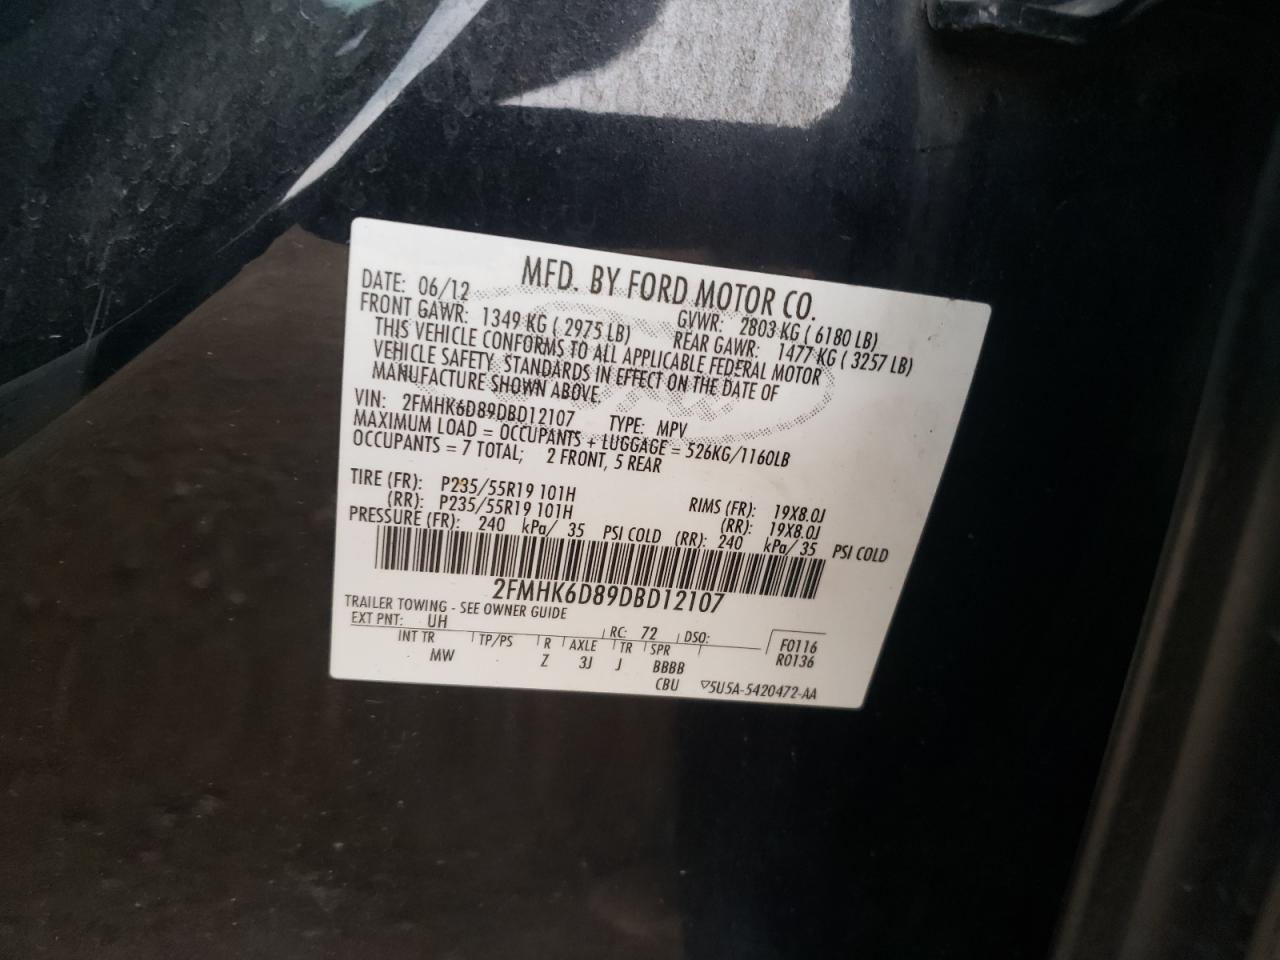 MFD. BY FORD MOTOR CO.
DATE: 06/12 GVWR: 2803 KG ( 6180 LB)
FRONT GAWR: 1349 KG ( 2975 LB) REAR GAWR: 1477 KG ( 3257 LB)
THIS VEHICLE CONFORMS TO ALL APPLICABLE FEDERAL MOTOR
VEHICLE SAFETY STANDARDS IN EFFECT ON THE DATE OF
MANUFACTURE SHOWN ABOVE.
VIN: 2FMHK6D89DBD12107 TYPE: MPV
MAXIMUM LOAD = OCCUPANTS + LUGGAGE = 526KG/1160LB
OCCUPANTS = 7 TOTAL; 2 FRONT, 5 REAR
TIRE (FR): P235/55R19 101H RIMS (FR): 19X8.0J
(RR): P235/55R19 101H (RR): 19X8.0J
PRESSURE (FR): 240 kPa/ 35 PSI COLD (RR): 240 kPa/ 35 PSI COLD
2FMHK6D89DBD12107
TRAILER TOWING - SEE OWNER GUIDE
EXT PNT: UH RC: 72 DSO: F0116
INT TR TP/PS R AXLE TR SPR R0136
MW Z 3J J BBBB
CBU ▽5U5A-5420472-AA